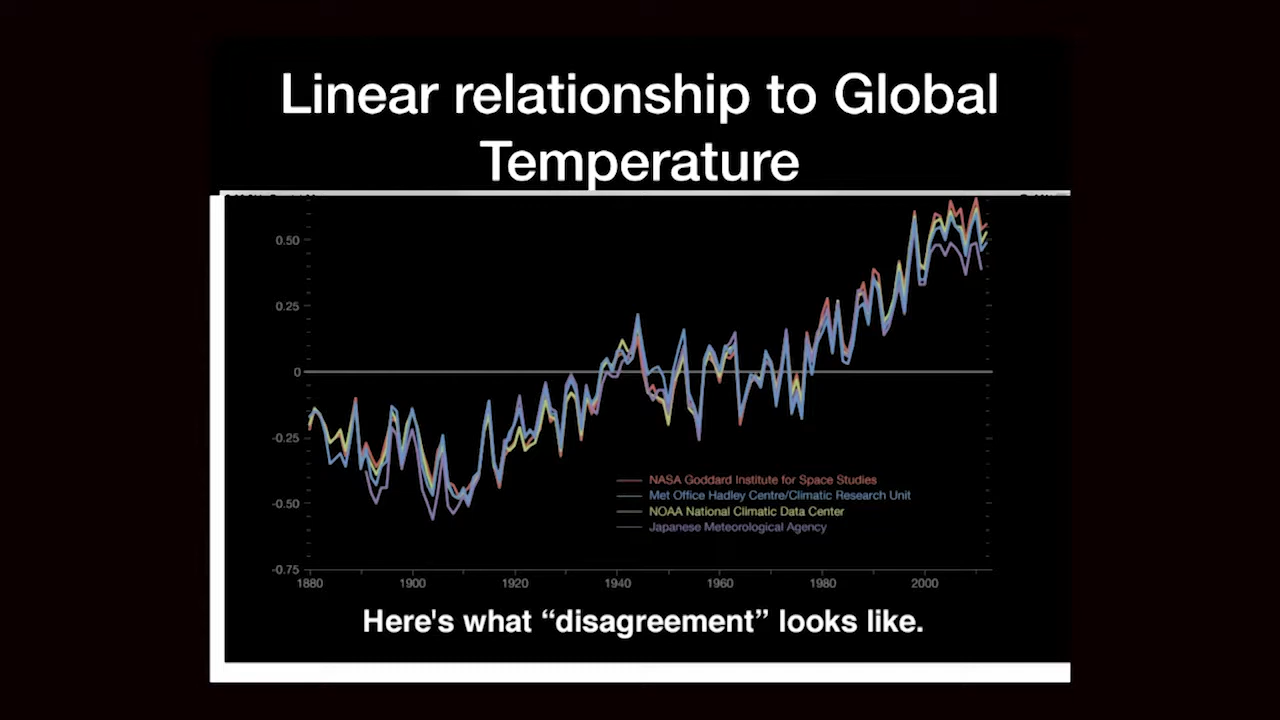 Linear relationship to Global
Temperature
0.50
0.25
0
-0.25
-0.50
-0.75
NASA Goddard Institute for Space Studies
Met Office Hadley Centre/Climatic Research Unit
NOAA National Climatic Data Center
Japanese Meteorological Agency
1880 1900 1920 1940 1960 1980 2000
Here's what “disagreement” looks like.